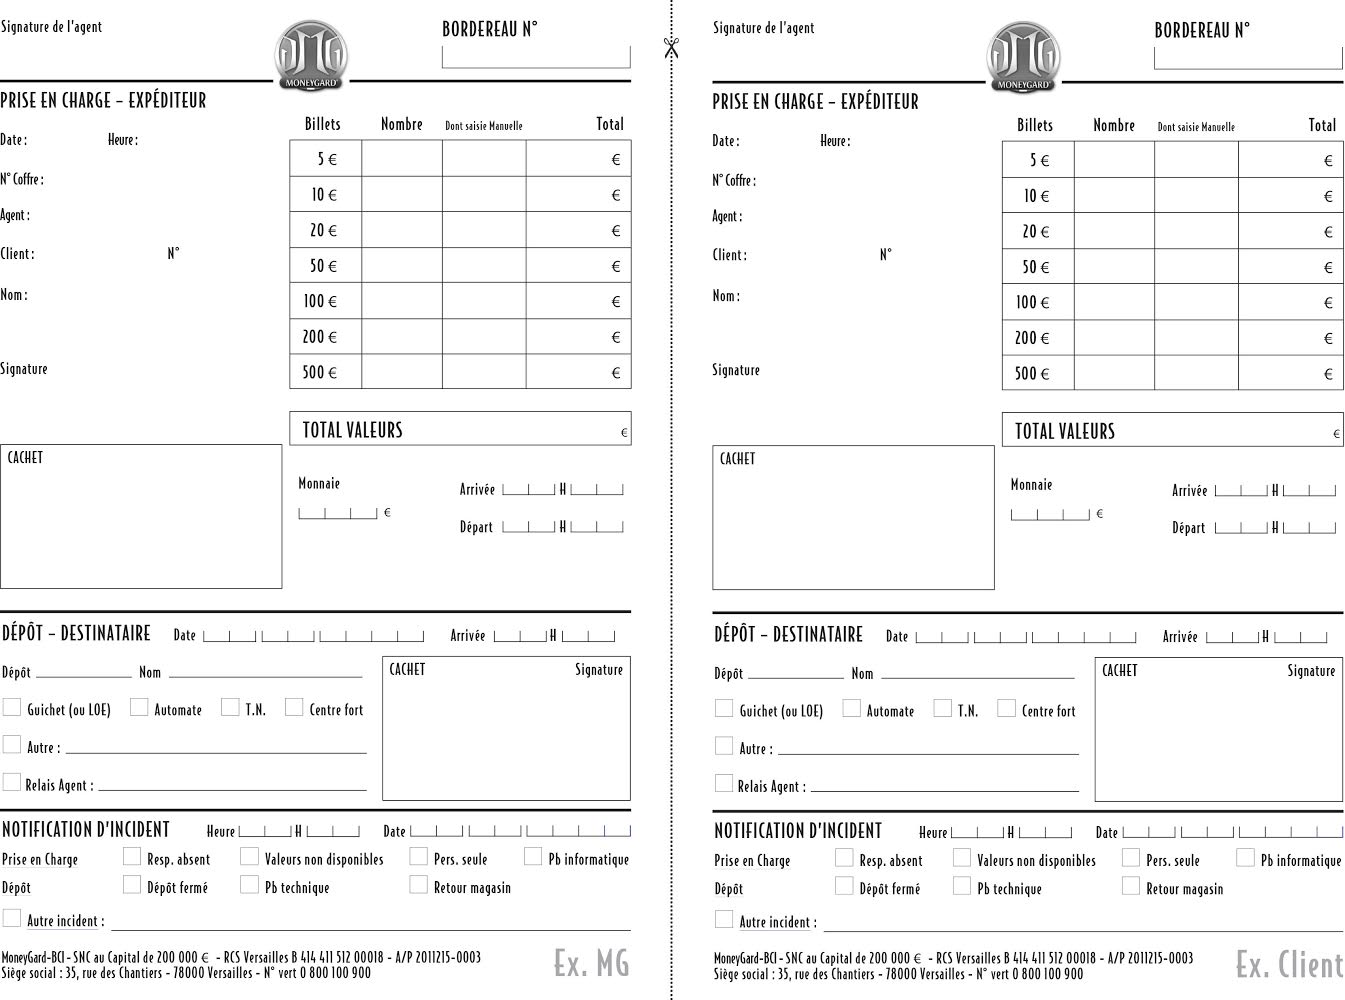 Signature de l'agent
MONEYGARD
BORDEREAU N°
PRISE EN CHARGE – EXPÉDITEUR
Date : Heure :
N° Coffre :
Agent :
Client : N°
Nom :
Signature
Billets Nombre Dont saisie Manuelle Total
5 € €
10 € €
20 € €
50 € €
100 € €
200 € €
500 € €
TOTAL VALEURS €
CACHET
Monnaie
€
Arrivée H
Départ H
DÉPÔT – DESTINATAIRE Date Arrivée H
Dépôt Nom
Guichet (ou LOE) Automate T.N. Centre fort
Autre :
Relais Agent :
CACHET Signature
NOTIFICATION D'INCIDENT Heure H Date
Prise en Charge Resp. absent Valeurs non disponibles Pers. seule Pb informatique
Dépôt Dépôt fermé Pb technique Retour magasin
Autre incident :
MoneyGard-BCI - SNC au Capital de 200 000 € - RCS Versailles B 414 411 512 00018 - A/P 2011215-0003
Siège social : 35, rue des Chantiers - 78000 Versailles - N° vert 0 800 100 900
Ex. MG
Signature de l'agent
MONEYGARD
BORDEREAU N°
PRISE EN CHARGE – EXPÉDITEUR
Date : Heure :
N° Coffre :
Agent :
Client : N°
Nom :
Signature
Billets Nombre Dont saisie Manuelle Total
5 € €
10 € €
20 € €
50 € €
100 € €
200 € €
500 € €
TOTAL VALEURS €
CACHET
Monnaie
€
Arrivée H
Départ H
DÉPÔT – DESTINATAIRE Date Arrivée H
Dépôt Nom
Guichet (ou LOE) Automate T.N. Centre fort
Autre :
Relais Agent :
CACHET Signature
NOTIFICATION D'INCIDENT Heure H Date
Prise en Charge Resp. absent Valeurs non disponibles Pers. seule Pb informatique
Dépôt Dépôt fermé Pb technique Retour magasin
Autre incident :
MoneyGard-BCI - SNC au Capital de 200 000 € - RCS Versailles B 414 411 512 00018 - A/P 2011215-0003
Siège social : 35, rue des Chantiers - 78000 Versailles - N° vert 0 800 100 900
Ex. Client